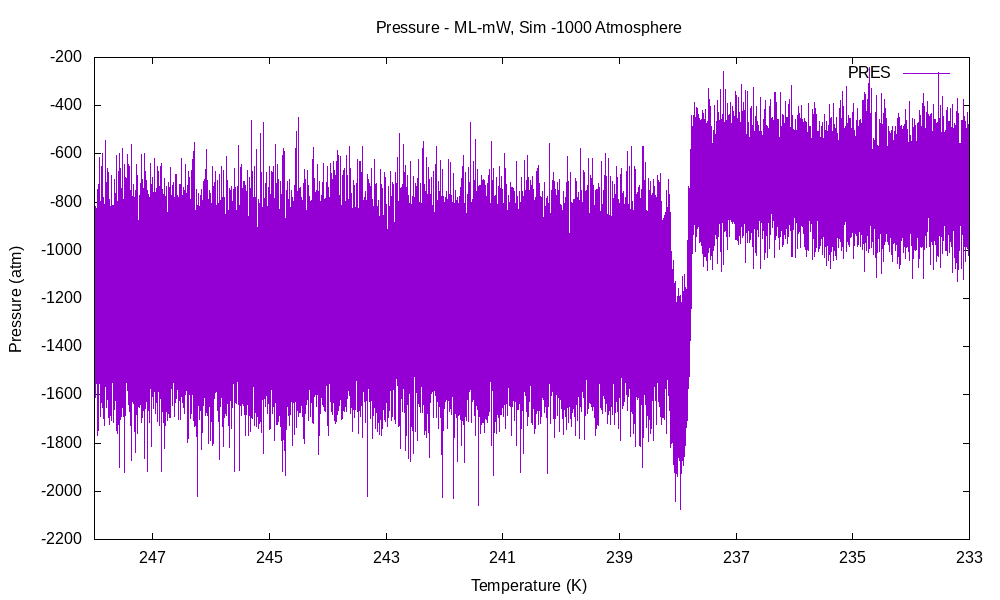 Pressure - ML-mW, Sim -1000 Atmosphere
PRES
Pressure (atm)
-200
-400
-600
-800
-1000
-1200
-1400
-1600
-1800
-2000
-2200
247 245 243 241 239 237 235 233
Temperature (K)